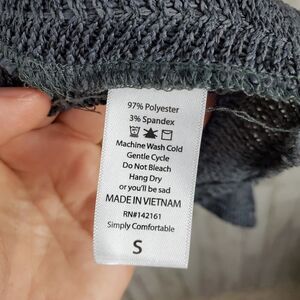 97% Polyester
3% Spandex
Machine Wash Cold
Gentle Cycle
Do Not Bleach
Hang Dry
or you'll be sad
MADE IN VIETNAM
RN#142161
Simply Comfortable
S